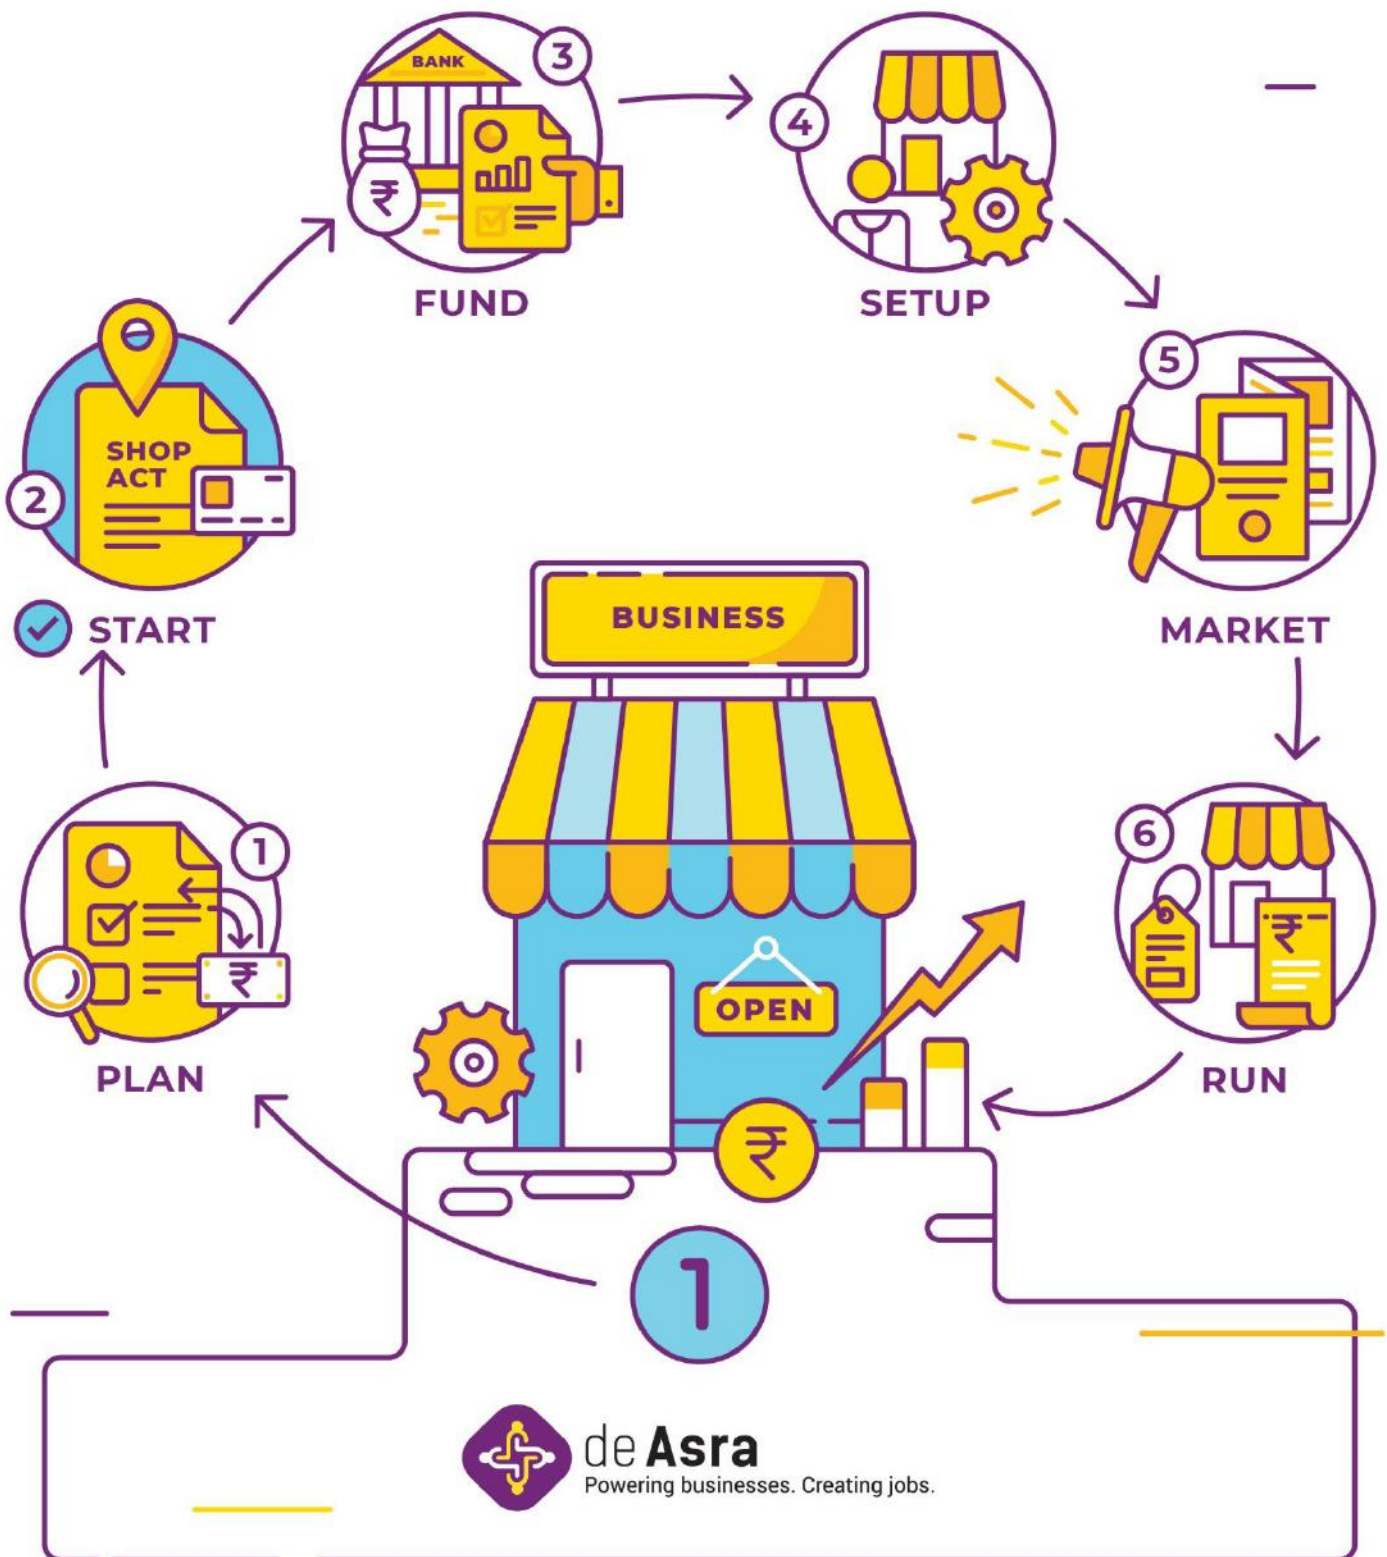 BANK
3
₹
FUND
4
SETUP
5
MARKET
SHOP
ACT
2
START
BUSINESS
1
₹
PLAN
6
₹
RUN
OPEN
₹
1
de Asra
Powering businesses. Creating jobs.